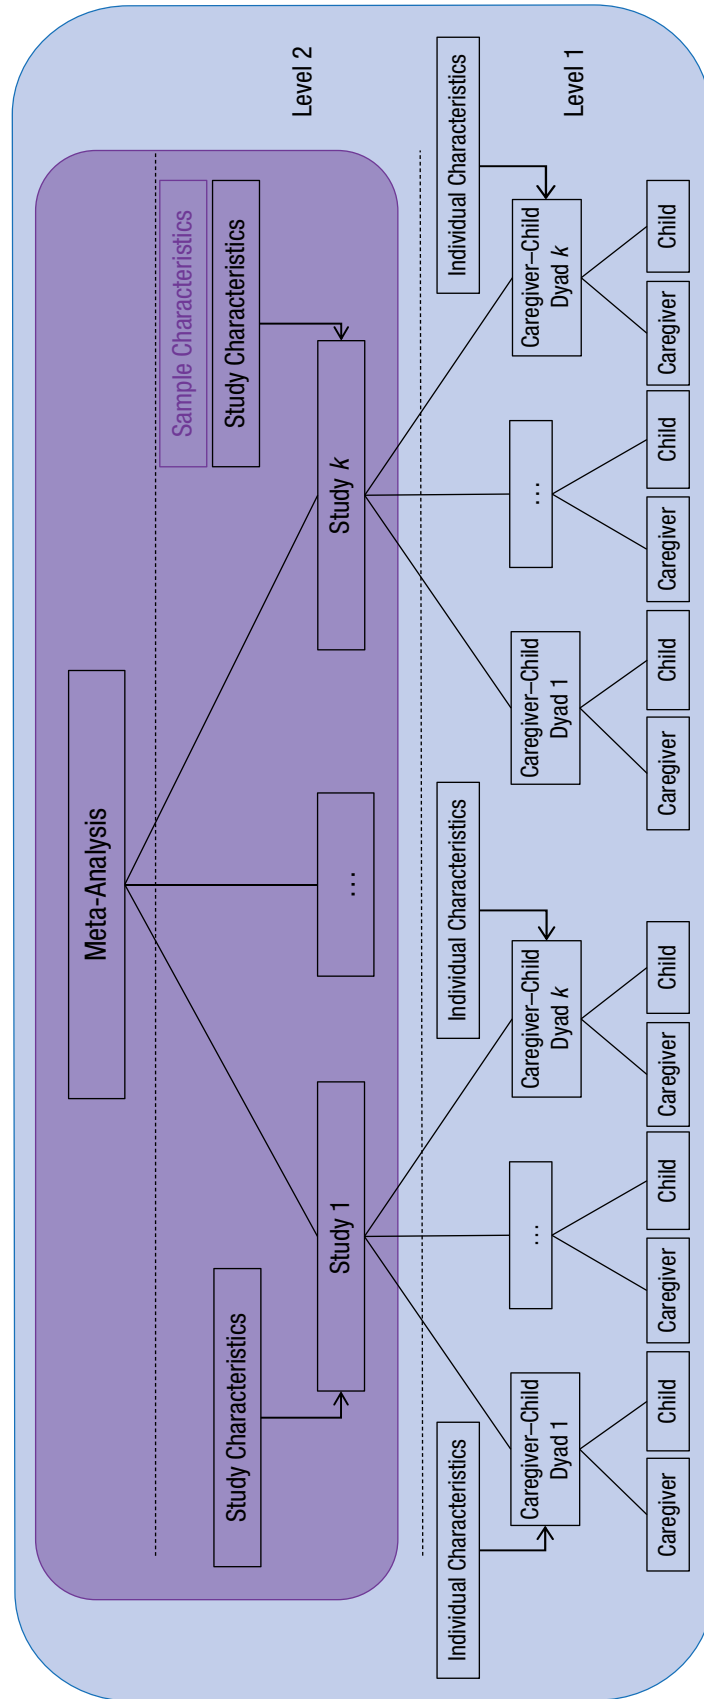 Meta-Analysis
Sample Characteristics
Study Characteristics
Study Characteristics
Level 2
Study 1
...
Study k
Individual Characteristics
Individual Characteristics
Individual Characteristics
Caregiver–Child
Dyad 1
...
Caregiver–Child
Dyad k
Caregiver–Child
Dyad 1
...
Caregiver–Child
Dyad k
Level 1
Caregiver
Child
Caregiver
Child
Caregiver
Child
Caregiver
Child
Caregiver
Child
Caregiver
Child